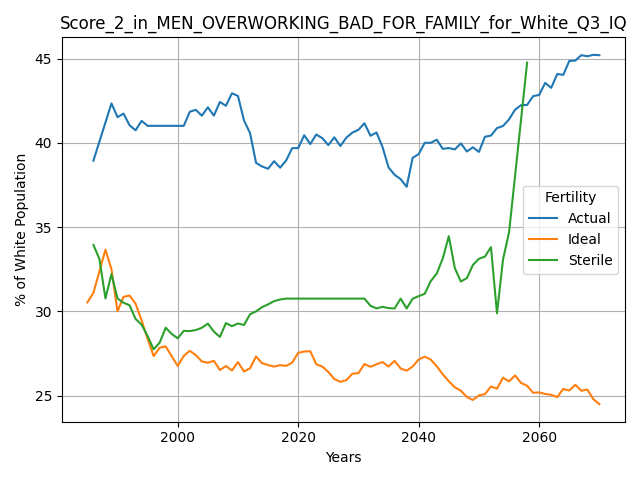 Score_2_in_MEN_OVERWORKING_BAD_FOR_FAMILY_for_White_Q3_IQ
% of White Population
45
40
35
30
25
Fertility
Actual
Ideal
Sterile
2000 2020 2040 2060
Years